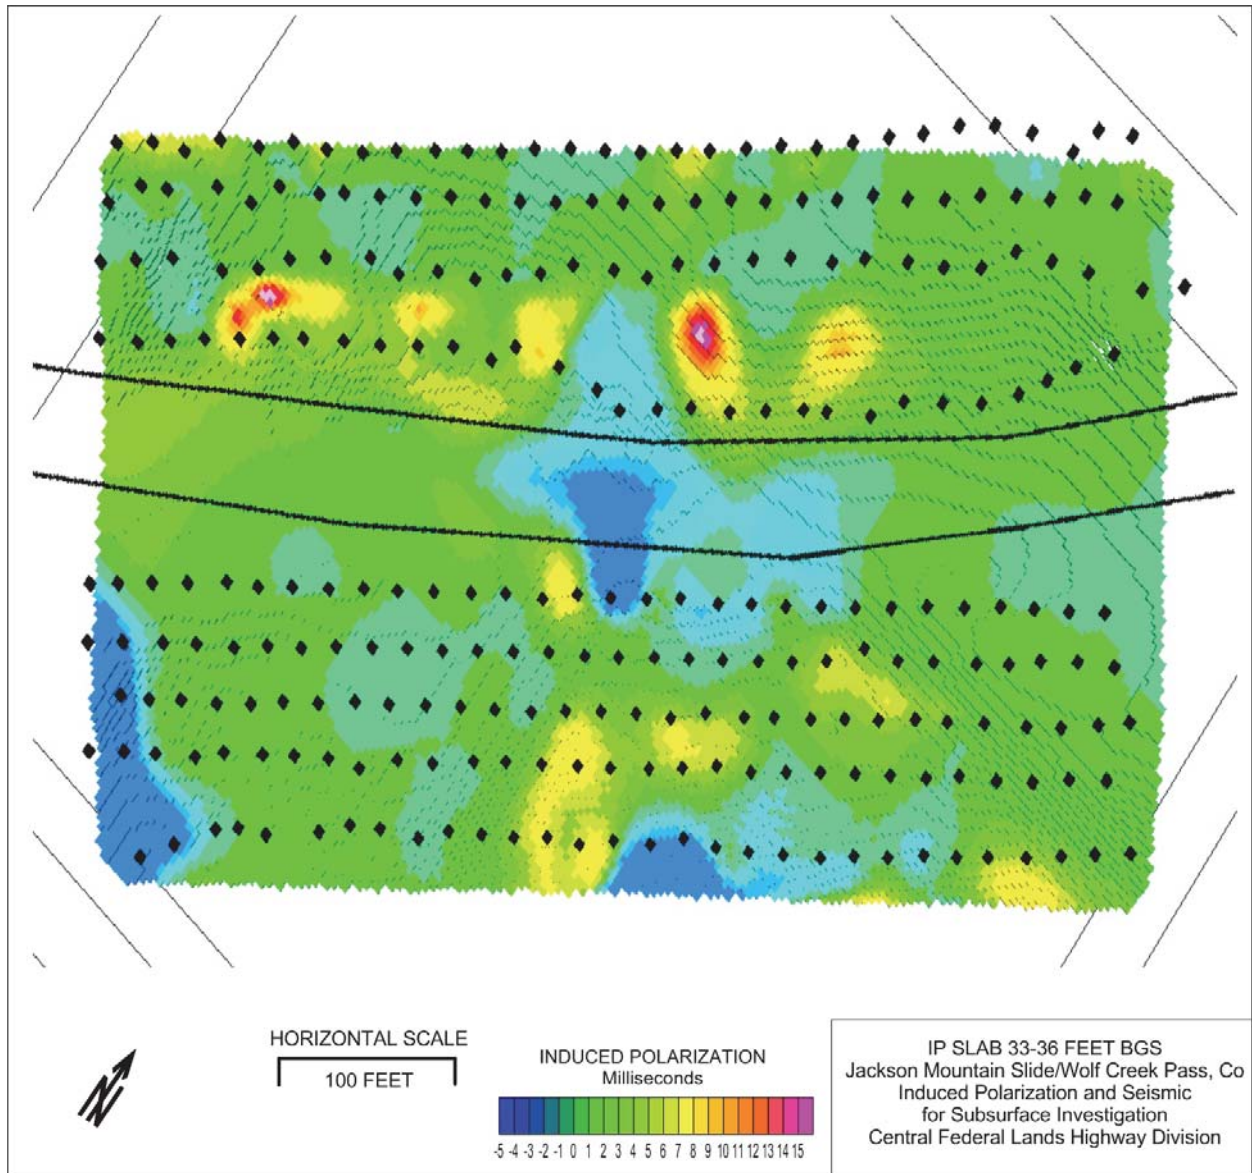 HORIZONTAL SCALE
100 FEET
INDUCED POLARIZATION
Milliseconds
-5 -4 -3 -2 -1 0 1 2 3 4 5 6 7 8 9 10 11 12 13 14 15
IP SLAB 33-36 FEET BGS
Jackson Mountain Slide/Wolf Creek Pass, Co
Induced Polarization and Seismic
for Subsurface Investigation
Central Federal Lands Highway Division